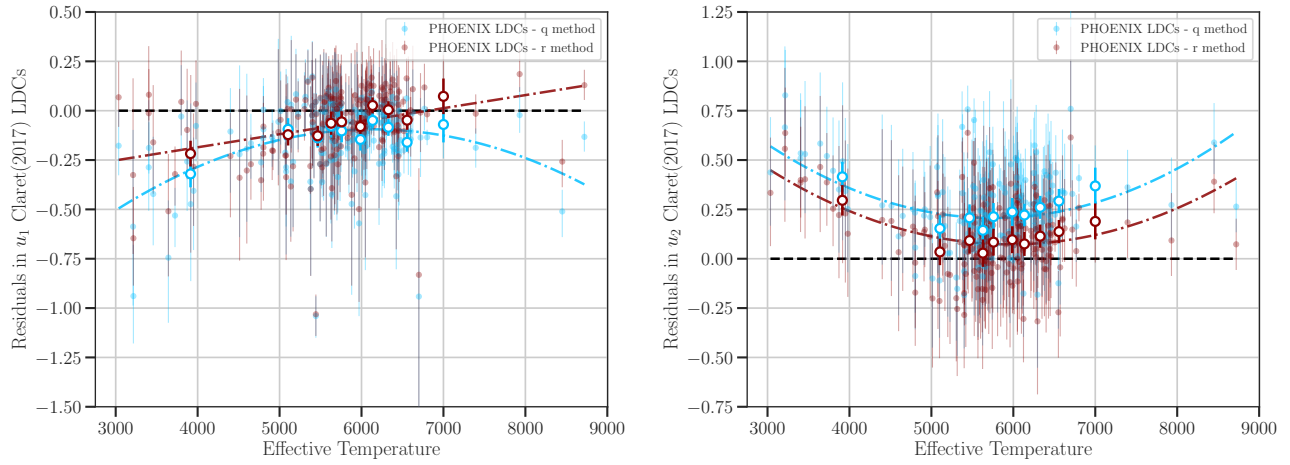 PHOENIX LDCs - q method
PHOENIX LDCs - r method
0.50
0.25
0.00
−0.25
−0.50
−0.75
−1.00
−1.25
−1.50
Residuals in u₁ Claret(2017) LDCs
3000 4000 5000 6000 7000 8000 9000
Effective Temperature
PHOENIX LDCs - q method
PHOENIX LDCs - r method
1.25
1.00
0.75
0.50
0.25
0.00
−0.25
−0.50
−0.75
Residuals in u₂ Claret(2017) LDCs
3000 4000 5000 6000 7000 8000 9000
Effective Temperature